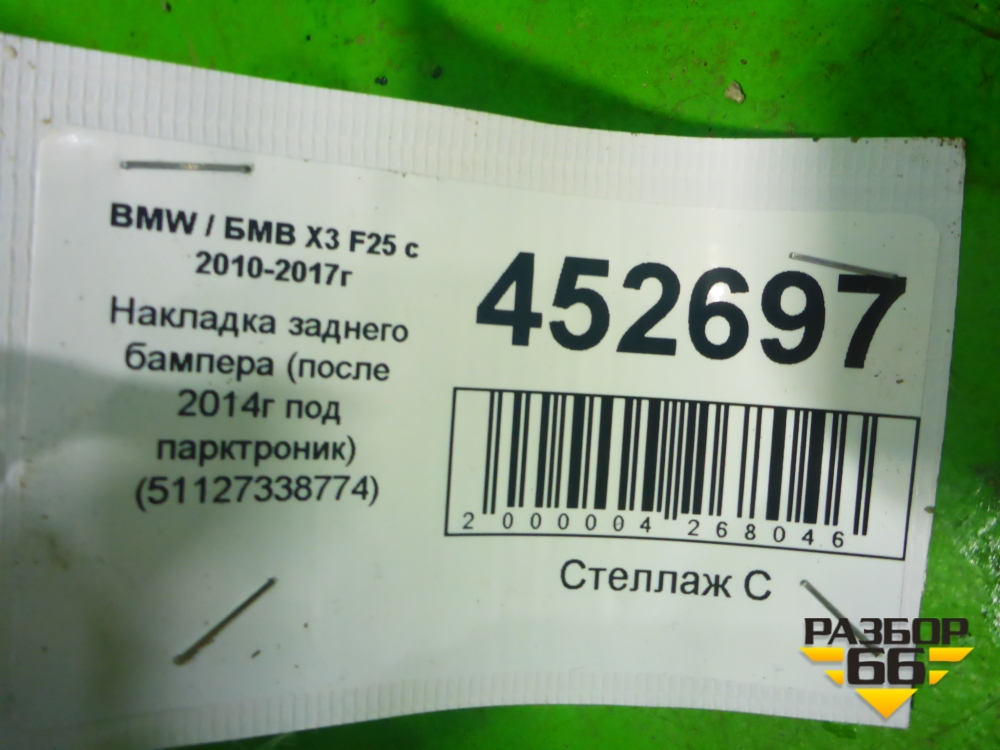 BMW / БМВ X3 F25 с
2010-2017г
Накладка заднего
бампера (после
2014г под
парктроник)
(51127338774)
452697
2 000004 268046
Стеллаж С
РАЗБОР
66